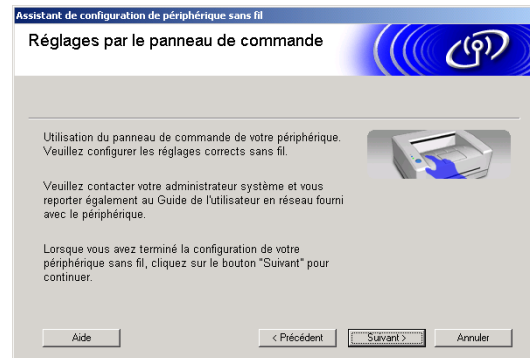 Assistant de configuration de périphérique sans fil
Réglages par le panneau de commande
Utilisation du panneau de commande de votre périphérique.
Veuillez configurer les réglages corrects sans fil.
Veuillez contacter votre administrateur système et vous
reporter également au Guide de l'utilisateur en réseau fourni
avec le périphérique.
Lorsque vous avez terminé la configuration de votre
périphérique sans fil, cliquez sur le bouton "Suivant" pour
continuer.
Aide
< Précédent
Suivant >
Annuler